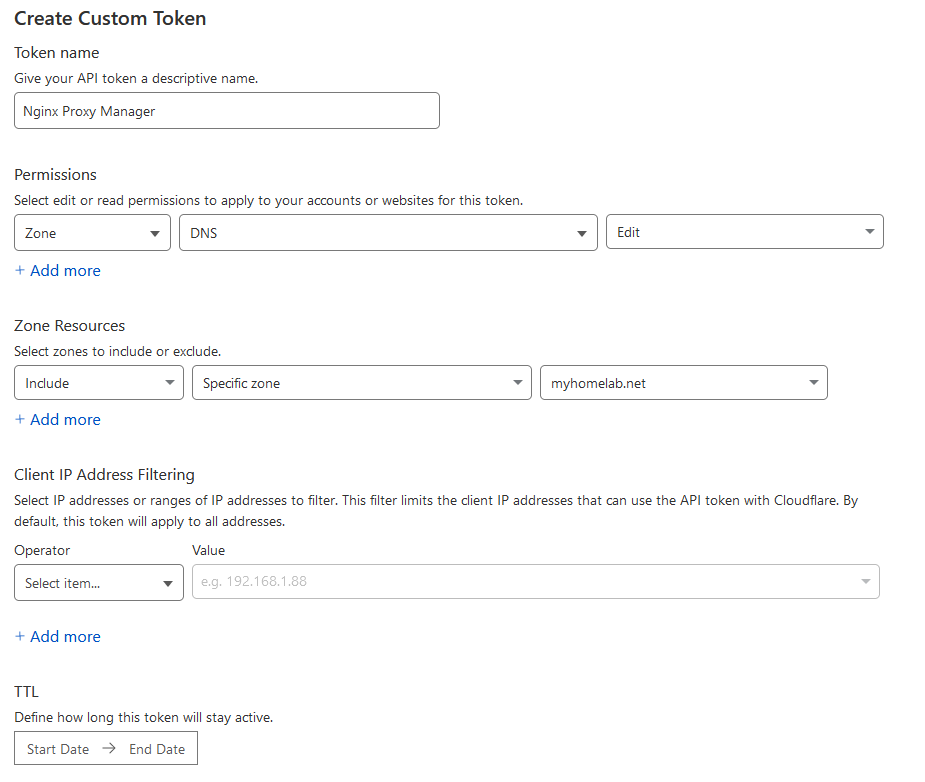 Create Custom Token
Token name
Give your API token a descriptive name.
Nginx Proxy Manager
Permissions
Select edit or read permissions to apply to your accounts or websites for this token.
Zone DNS Edit
+ Add more
Zone Resources
Select zones to include or exclude.
Include Specific zone myhomelab.net
+ Add more
Client IP Address Filtering
Select IP addresses or ranges of IP addresses to filter. This filter limits the client IP addresses that can use the API token with Cloudflare. By
default, this token will apply to all addresses.
Operator Value
Select item... e.g. 192.168.1.88
+ Add more
TTL
Define how long this token will stay active.
Start Date → End Date